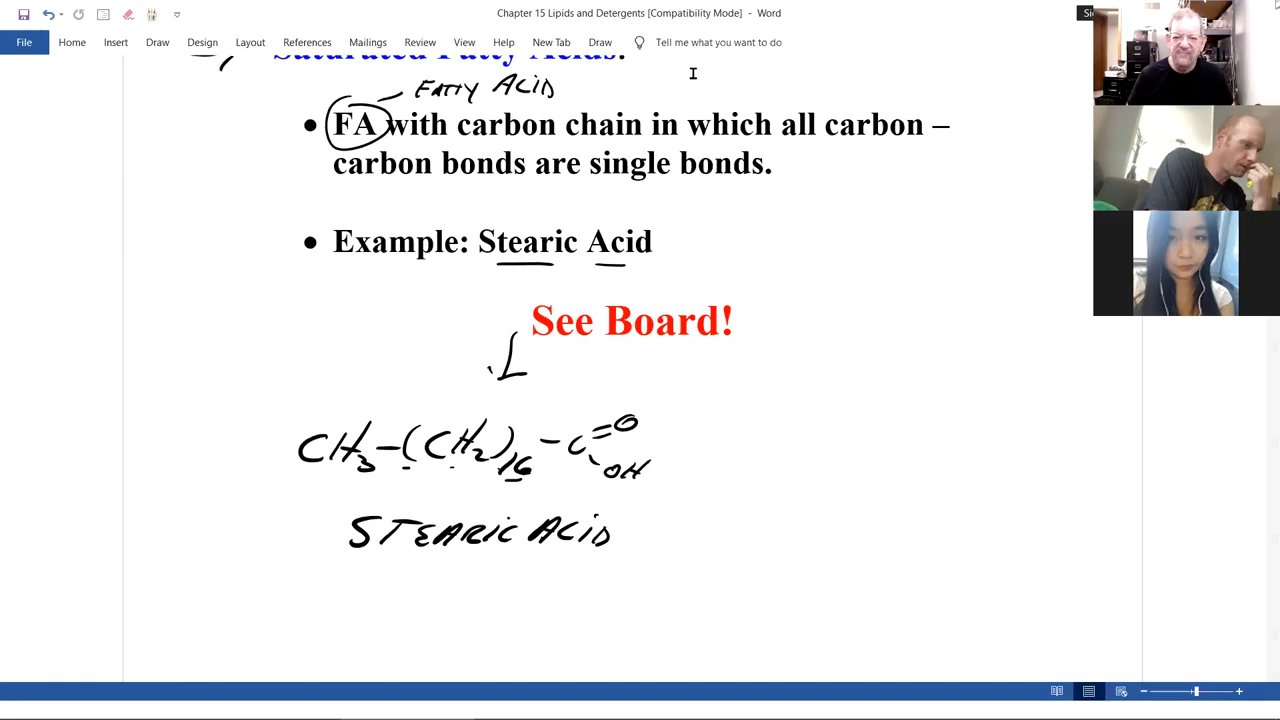 Chapter 15 Lipids and Detergents [Compatibility Mode] - Word
File Home Insert Draw Design Layout References Mailings Review View Help New Tab Draw Tell me what you want to do
Saturated Fatty Acids:
FATTY ACID
• FA with carbon chain in which all carbon –
carbon bonds are single bonds.
• Example: Stearic Acid
See Board!
CH3-(CH2)16-C=O
OH
STEARIC ACID